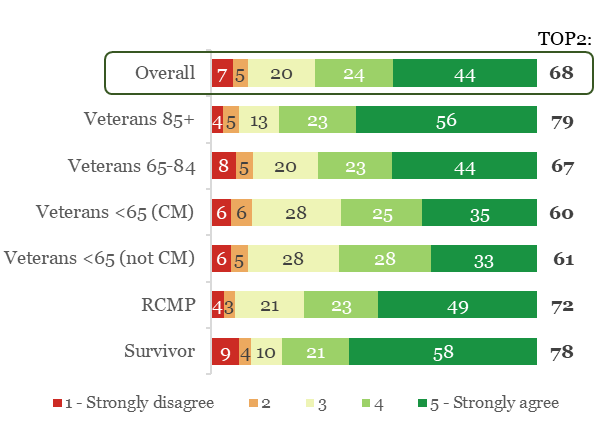 TOP2:
Overall 7 5 20 24 44 68
Veterans 85+ 4 5 13 23 56 79
Veterans 65-84 8 5 20 23 44 67
Veterans <65 (CM) 6 6 28 25 35 60
Veterans <65 (not CM) 6 5 28 28 33 61
RCMP 4 3 21 23 49 72
Survivor 9 4 10 21 58 78
1 - Strongly disagree 2 3 4 5 - Strongly agree